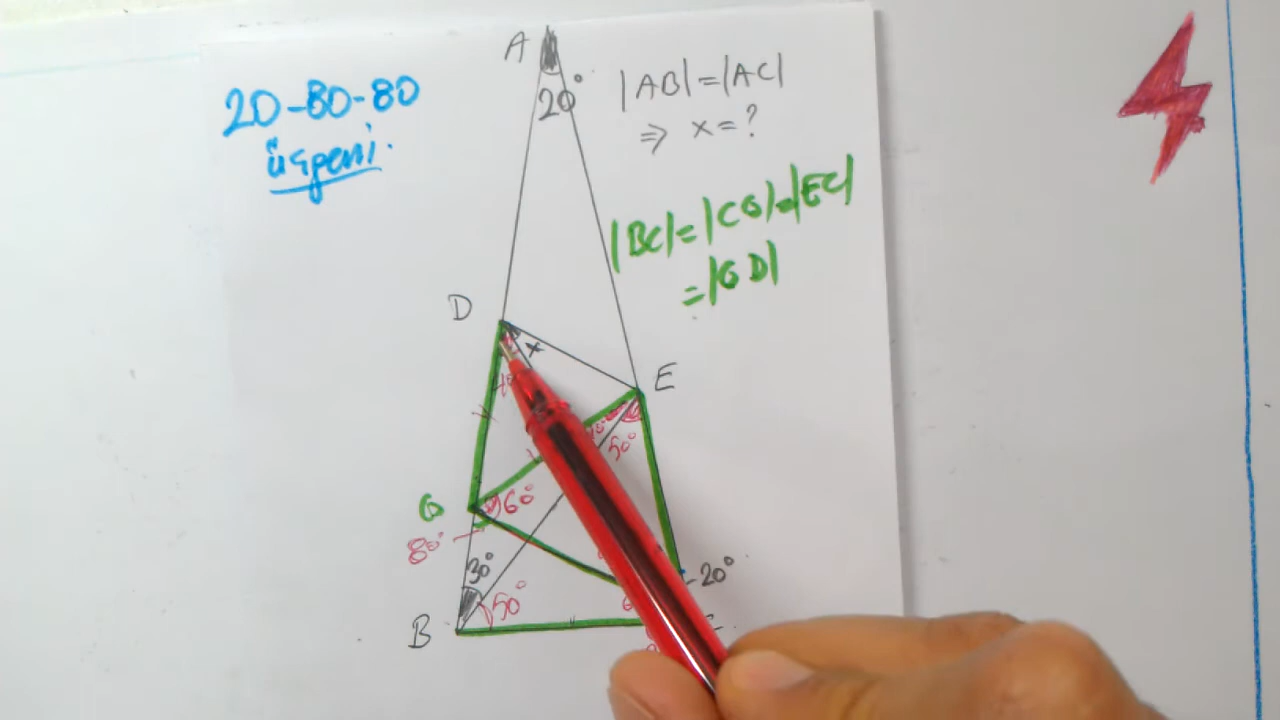 A
20°
|AB|=|AC|
⇒ x=?
20-80-80
üçgeni.
|BC|=|CG|=|EC|
=|GD|
D
x
E
50°
G
60°
80°
30°
20°
50°
B